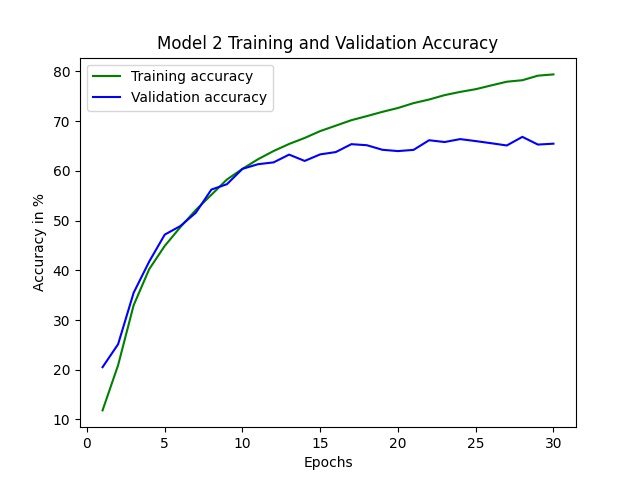 Model 2 Training and Validation Accuracy
Training accuracy
Validation accuracy
Accuracy in %
80
70
60
50
40
30
20
10
0 5 10 15 20 25 30
Epochs